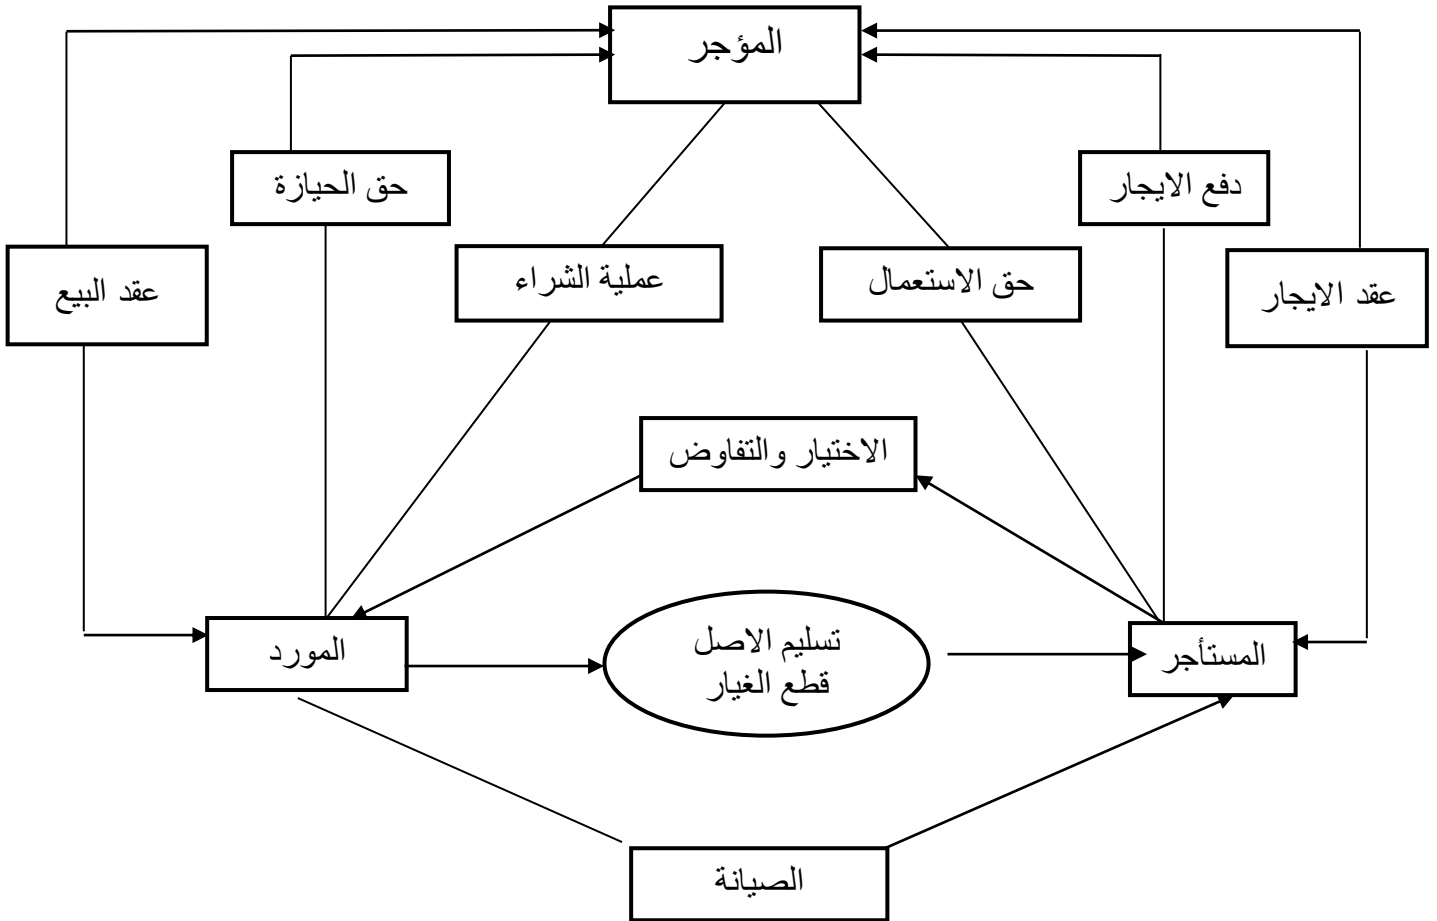 المؤجر
دفع الايجار
حق الحيازة
عقد الايجار
حق الاستعمال
عملية الشراء
عقد البيع
الاختيار والتفاوض
المستأجر
تسليم الاصل
قطع الغيار
المورد
الصيانة